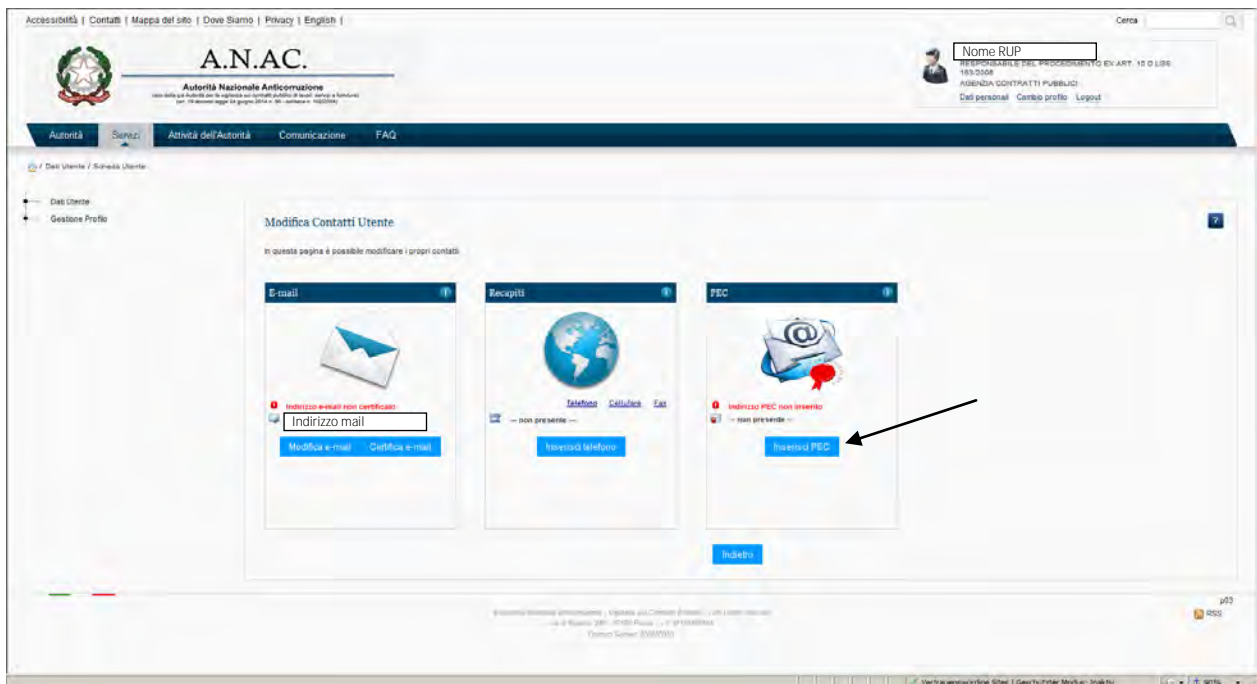 Accessibilità | Contatti | Mappa del sito | Dove Siamo | Privacy | English |
Cerca
A.N.AC.
Autorità Nazionale Anticorruzione
Nome RUP
RESPONSABILE DEL PROCEDIMENTO EX ART. 10 D.LGS.
163/2006
AGENZIA CONTRATTI PUBBLICI
Dati personali Cambio profilo Logout
Autorità Servizi Attività dell'Autorità Comunicazione FAQ
/ Dati Utente / Scheda Utente
Dati Utente
Gestione Profilo
Modifica Contatti Utente
?
In questa pagina è possibile modificare i propri contatti
E-mail
Recapiti
PEC
Indirizzo e-mail non certificato
Indirizzo mail
Modifica e-mail Certifica e-mail
Telefono Cellulare Fax
-- non presente --
Inserisci telefono
Indirizzo PEC non inserito
-- non presente --
Inserisci PEC
Indietro
p03
RSS
90%